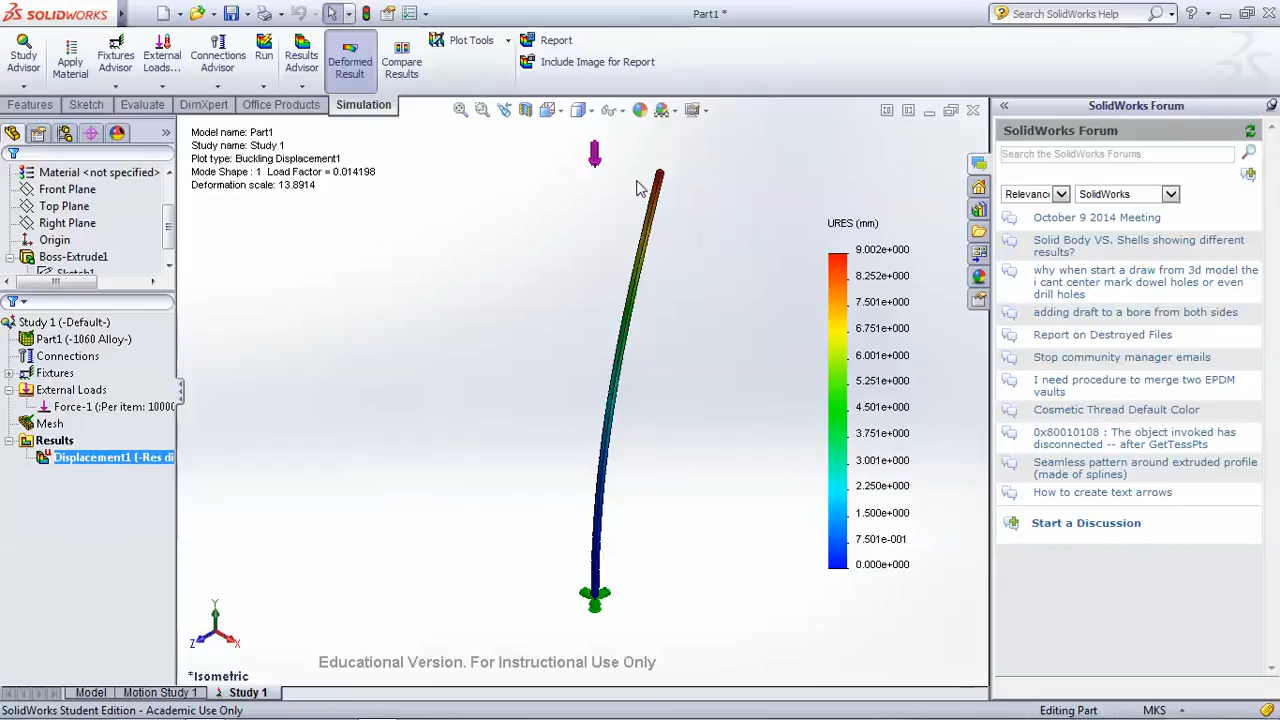 SOLIDWORKS
Part1 *
Search SolidWorks Help
Study Advisor
Apply Material
Fixtures Advisor
External Loads...
Connections Advisor
Run
Results Advisor
Deformed Result
Compare Results
Plot Tools
Report
Include Image for Report
Features
Sketch
Evaluate
DimXpert
Office Products
Simulation
Material <not specified>
Front Plane
Top Plane
Right Plane
Origin
Boss-Extrude1
Sketch1
Study 1 (-Default-)
Part1 (-1060 Alloy-)
Connections
Fixtures
External Loads
Force-1 (:Per item: 10000
Mesh
Results
Displacement1 (-Res di
Model name: Part1
Study name: Study 1
Plot type: Buckling Displacement1
Mode Shape : 1 Load Factor = 0.014198
Deformation scale: 13.8914
URES (mm)
9.002e+000
8.252e+000
7.501e+000
6.751e+000
6.001e+000
5.251e+000
4.501e+000
3.751e+000
3.001e+000
2.250e+000
1.500e+000
7.501e-001
0.000e+000
Y
Z
X
*Isometric
Educational Version. For Instructional Use Only
SolidWorks Forum
SolidWorks Forum
Search the SolidWorks Forums
Relevanc
SolidWorks
October 9 2014 Meeting
Solid Body VS. Shells showing different
results?
why when start a draw from 3d model the
i cant center mark dowel holes or even
drill holes
adding draft to a bore from both sides
Report on Destroyed Files
Stop community manager emails
I need procedure to merge two EPDM
vaults
Cosmetic Thread Default Color
0x80010108 : The object invoked has
disconnected -- after GetTessPts
Seamless pattern around extruded profile
(made of splines)
How to create text arrows
Start a Discussion
Model
Motion Study 1
Study 1
SolidWorks Student Edition - Academic Use Only
Editing Part
MKS